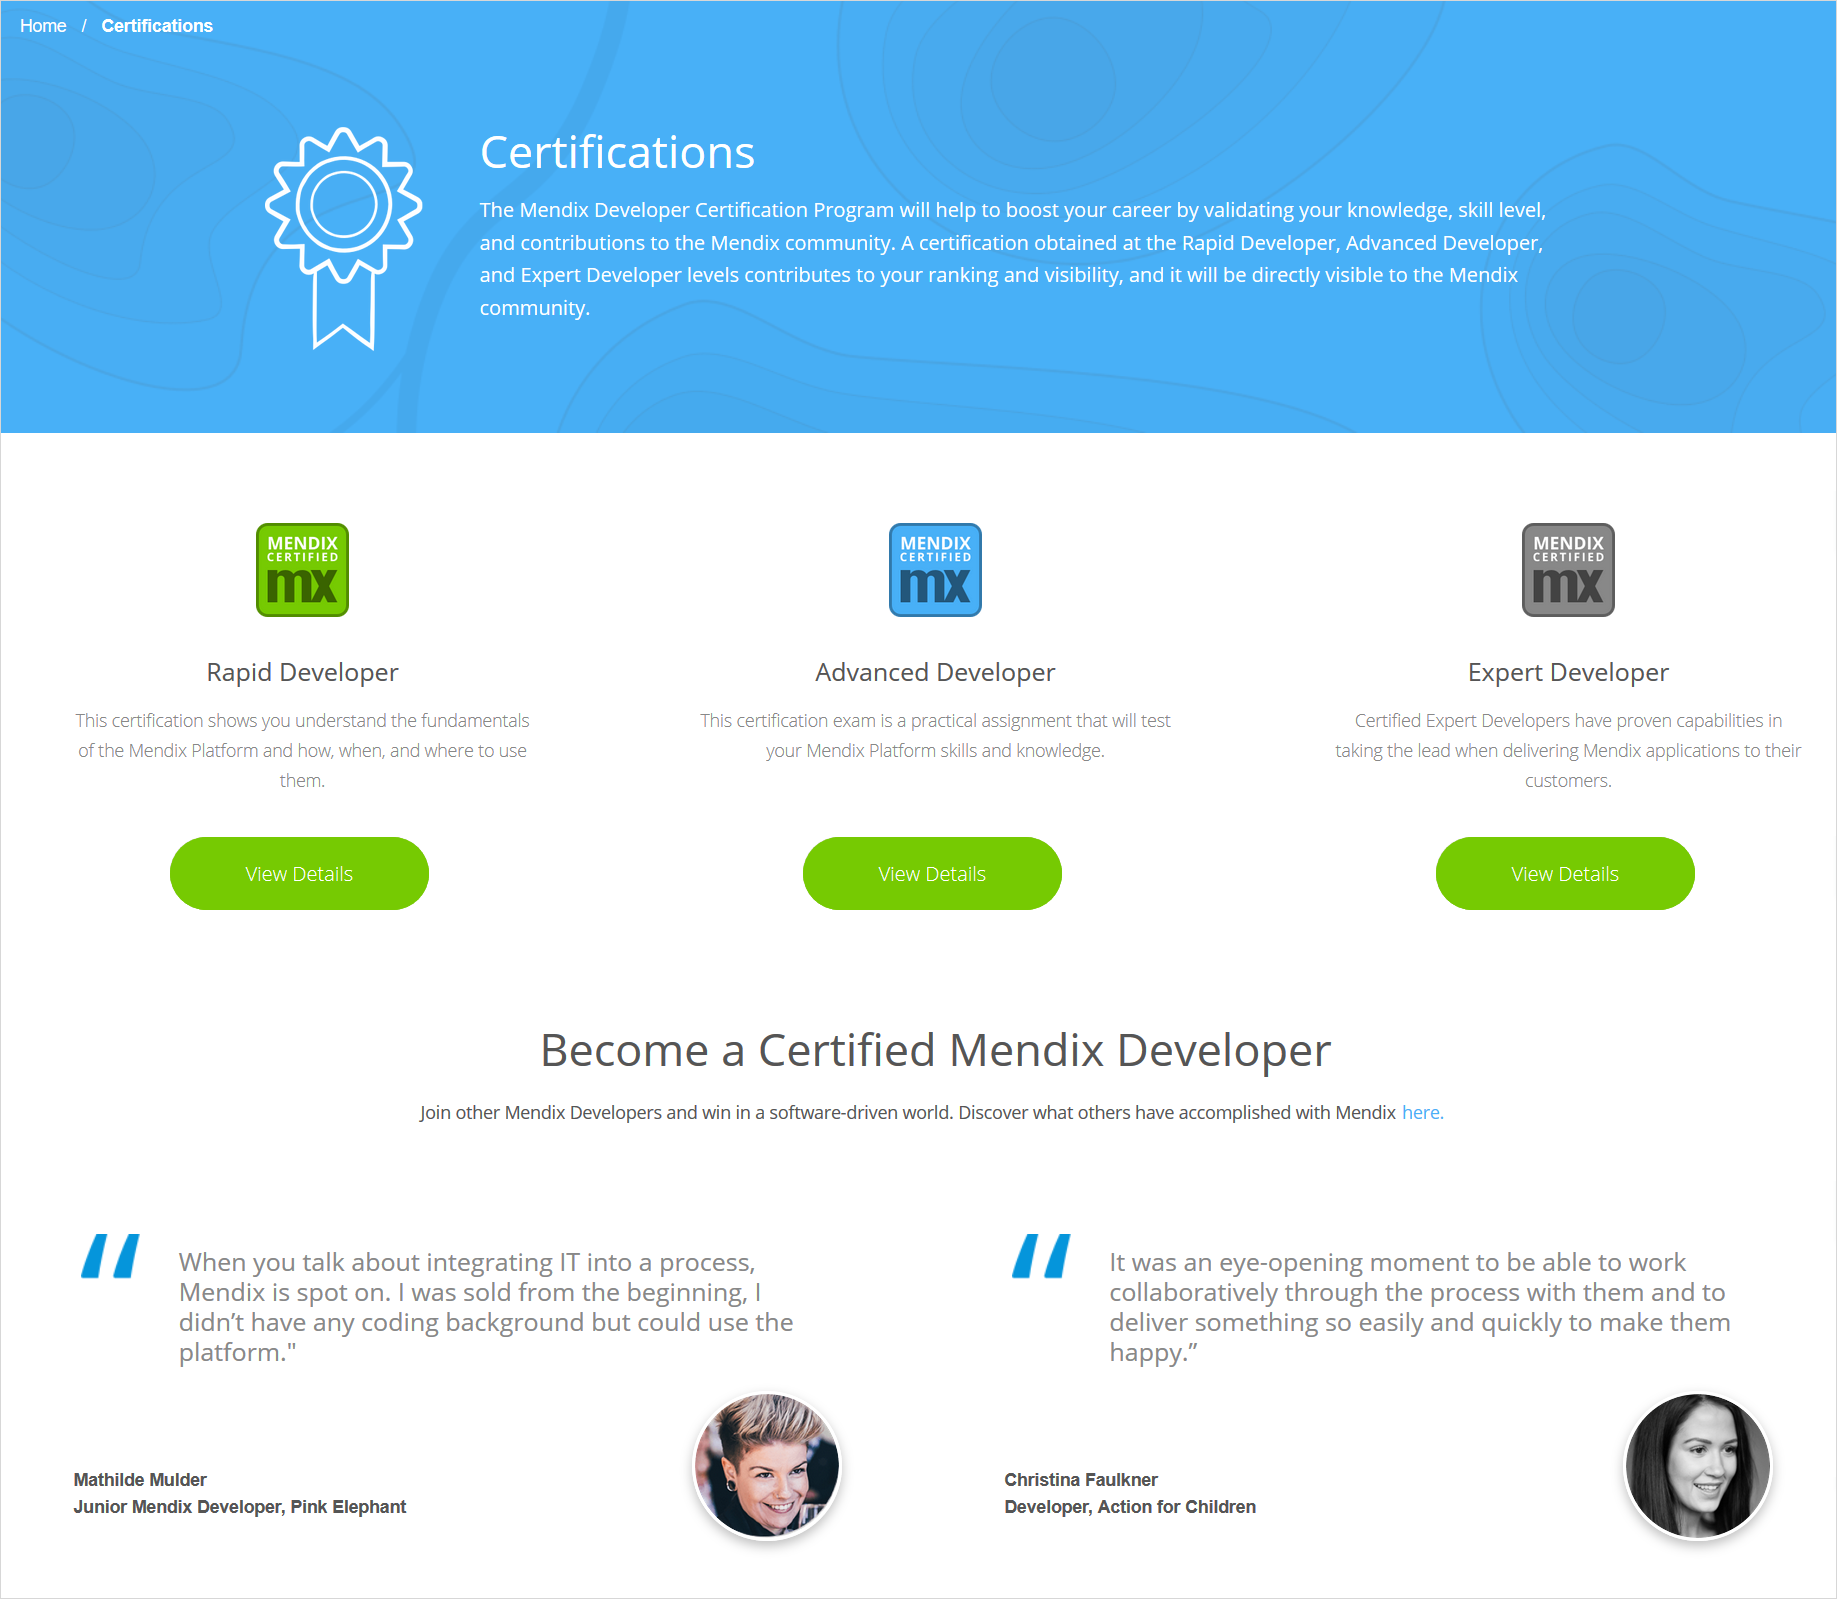 Home / Certifications
Certifications
The Mendix Developer Certification Program will help to boost your career by validating your knowledge, skill level,
and contributions to the Mendix community. A certification obtained at the Rapid Developer, Advanced Developer,
and Expert Developer levels contributes to your ranking and visibility, and it will be directly visible to the Mendix
community.
MENDIX
CERTIFIED
mx
Rapid Developer
This certification shows you understand the fundamentals
of the Mendix Platform and how, when, and where to use
them.
View Details
MENDIX
CERTIFIED
mx
Advanced Developer
This certification exam is a practical assignment that will test
your Mendix Platform skills and knowledge.
View Details
MENDIX
CERTIFIED
mx
Expert Developer
Certified Expert Developers have proven capabilities in
taking the lead when delivering Mendix applications to their
customers.
View Details
Become a Certified Mendix Developer
Join other Mendix Developers and win in a software-driven world. Discover what others have accomplished with Mendix here.
“
When you talk about integrating IT into a process,
Mendix is spot on. I was sold from the beginning, I
didn’t have any coding background but could use the
platform."
Mathilde Mulder
Junior Mendix Developer, Pink Elephant
“
It was an eye-opening moment to be able to work
collaboratively through the process with them and to
deliver something so easily and quickly to make them
happy.”
Christina Faulkner
Developer, Action for Children